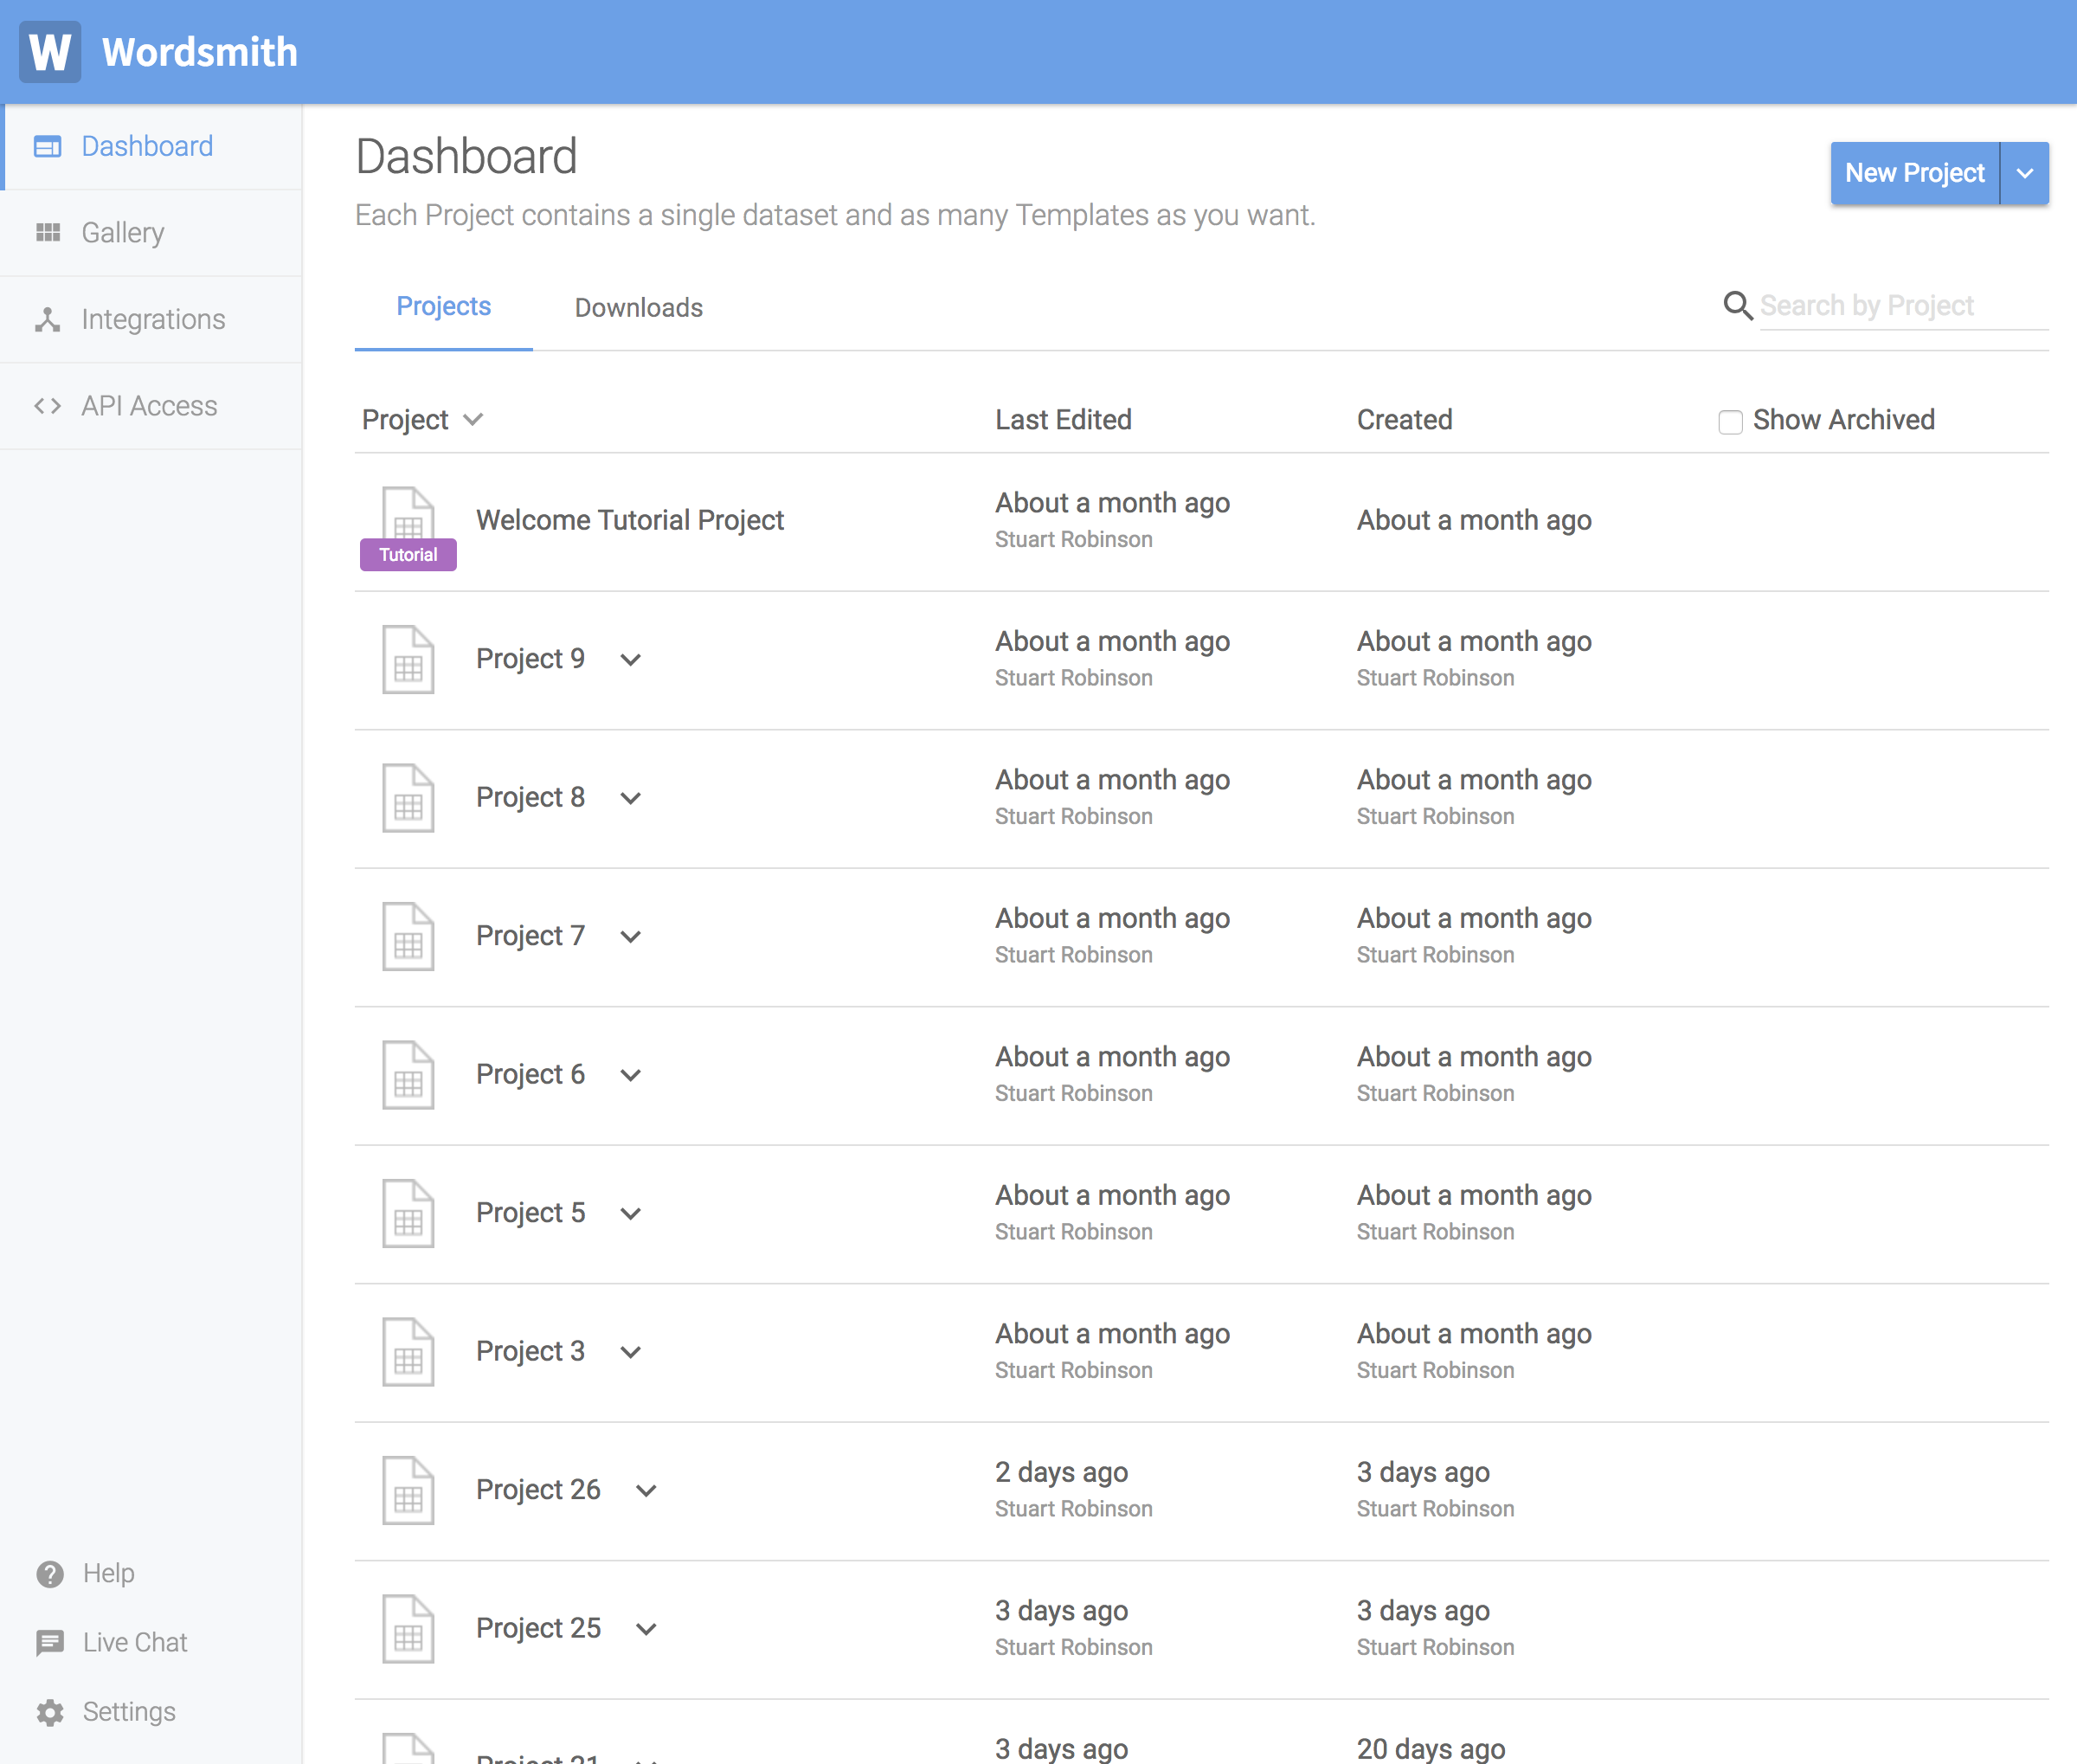 W Wordsmith
Dashboard
Gallery
Integrations
API Access
Help
Live Chat
Settings
Dashboard
New Project
Each Project contains a single dataset and as many Templates as you want.
Projects Downloads Search by Project
Project Last Edited Created Show Archived
Welcome Tutorial Project About a month ago About a month ago
Tutorial Stuart Robinson
Project 9 About a month ago About a month ago
Stuart Robinson Stuart Robinson
Project 8 About a month ago About a month ago
Stuart Robinson Stuart Robinson
Project 7 About a month ago About a month ago
Stuart Robinson Stuart Robinson
Project 6 About a month ago About a month ago
Stuart Robinson Stuart Robinson
Project 5 About a month ago About a month ago
Stuart Robinson Stuart Robinson
Project 3 About a month ago About a month ago
Stuart Robinson Stuart Robinson
Project 26 2 days ago 3 days ago
Stuart Robinson Stuart Robinson
Project 25 3 days ago 3 days ago
Stuart Robinson Stuart Robinson
Project 21 3 days ago 20 days ago